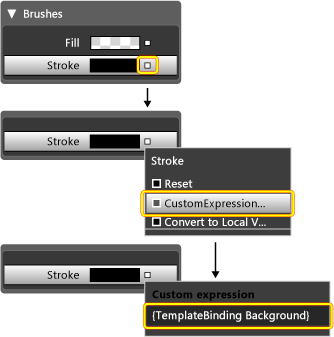 Brushes
Fill
Stroke
Stroke
Stroke
Reset
CustomExpression...
Convert to Local V...
Stroke
Custom expression
{TemplateBinding Background}